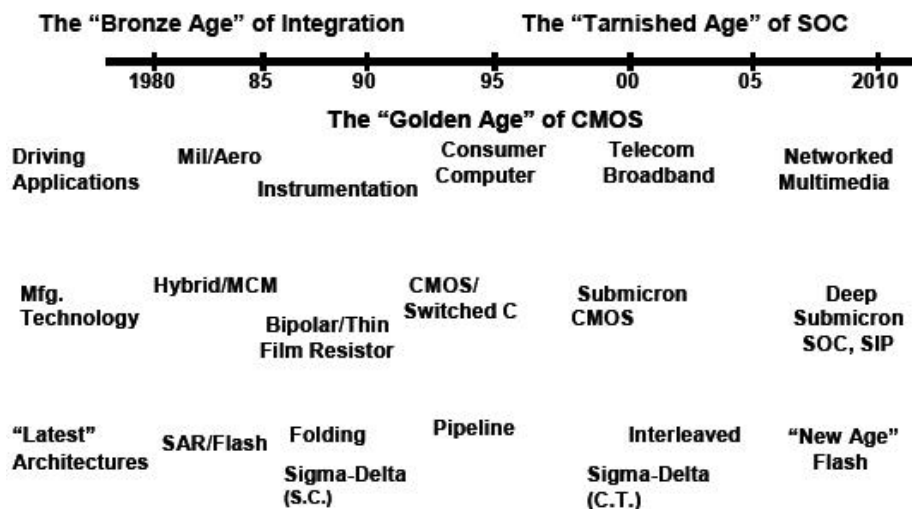 The “Bronze Age” of Integration
The “Tarnished Age” of SOC
1980 85 90 95 00 05 2010
The “Golden Age” of CMOS
Driving
Applications
Mil/Aero
Instrumentation
Consumer
Computer
Telecom
Broadband
Networked
Multimedia
Mfg.
Technology
Hybrid/MCM
Bipolar/Thin
Film Resistor
CMOS/
Switched C
Submicron
CMOS
Deep
Submicron
SOC, SIP
“Latest”
Architectures
SAR/Flash
Folding
Sigma-Delta
(S.C.)
Pipeline
Interleaved
Sigma-Delta
(C.T.)
“New Age”
Flash